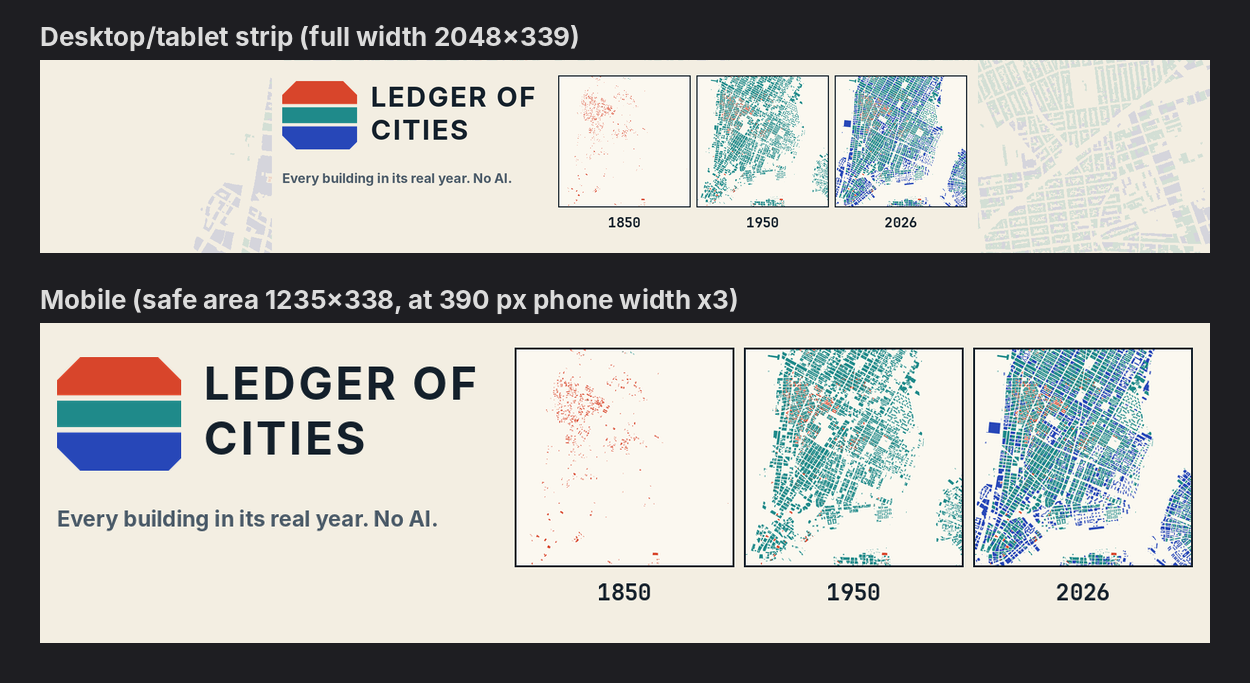 Desktop/tablet strip (full width 2048×339)
LEDGER OF
CITIES
Every building in its real year. No AI.
1850
1950
2026
Mobile (safe area 1235×338, at 390 px phone width x3)
LEDGER OF
CITIES
Every building in its real year. No AI.
1850
1950
2026